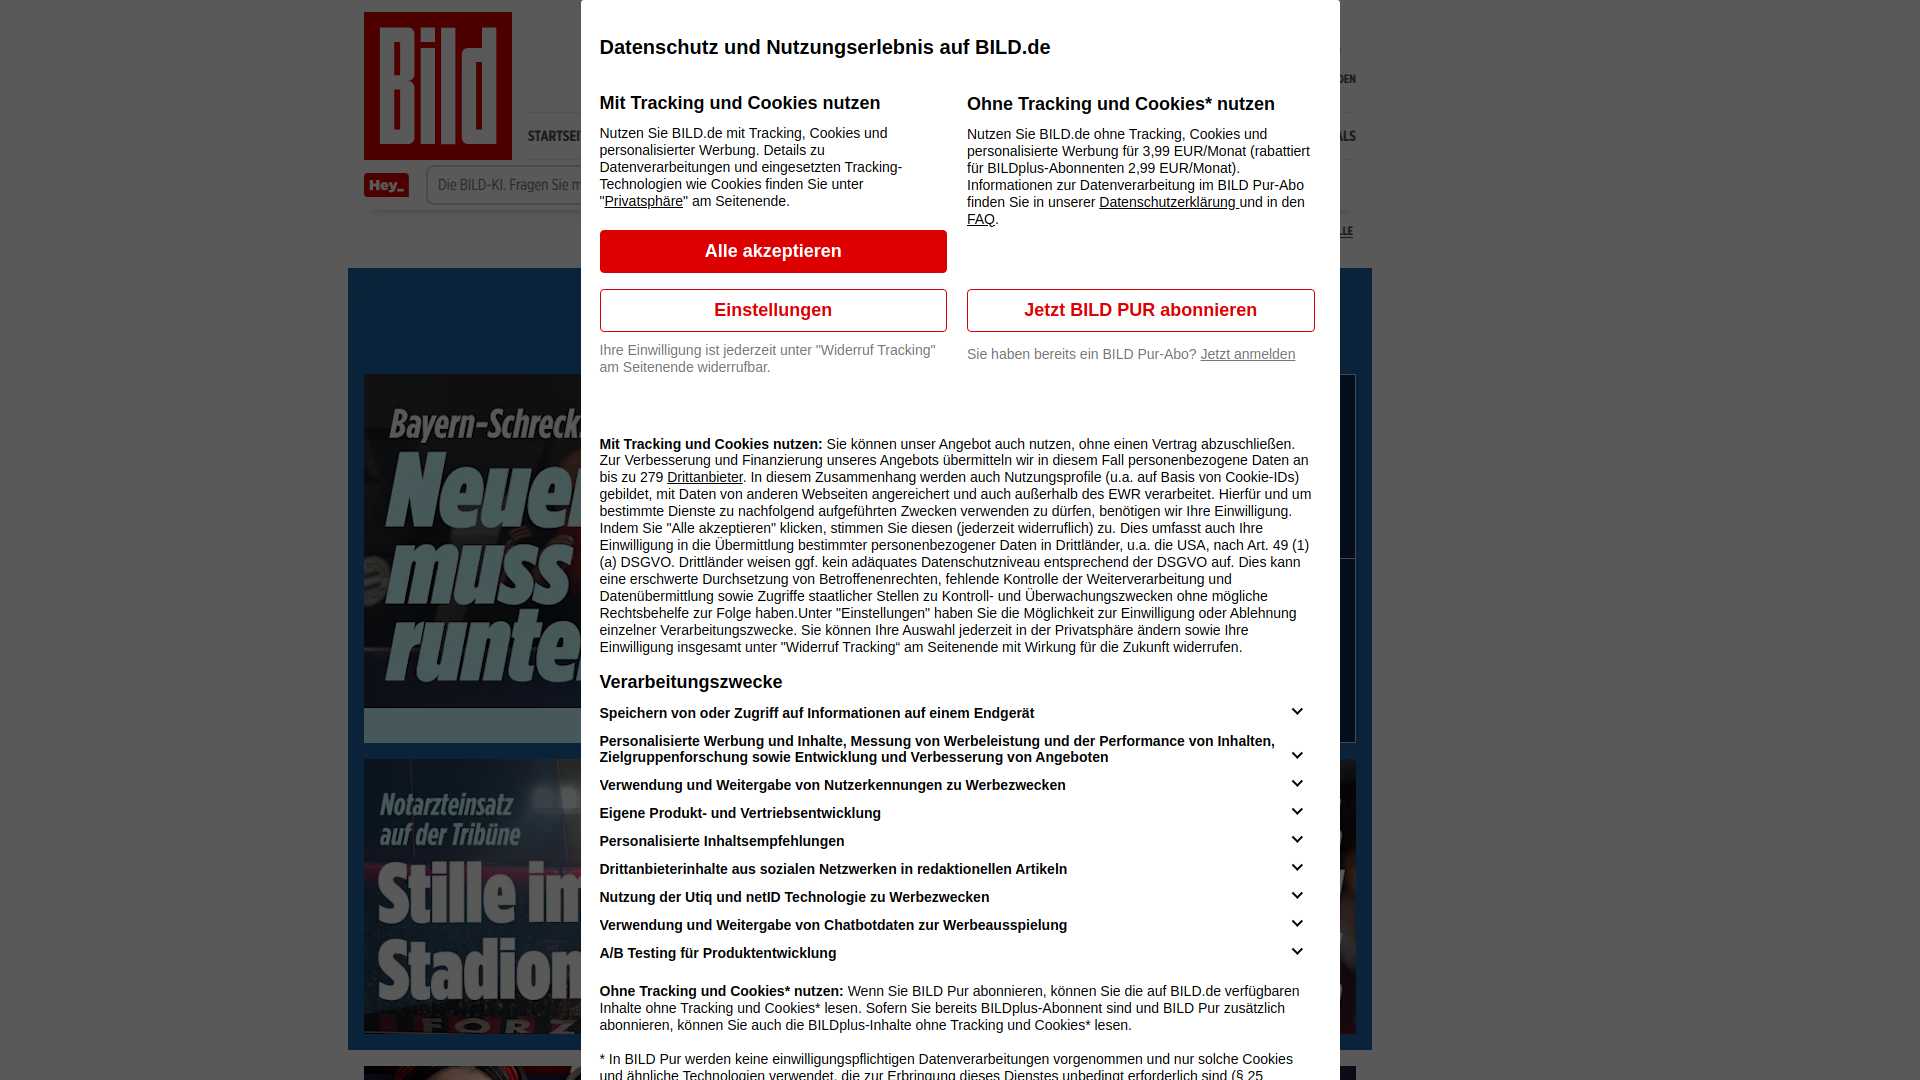 Bild
STARTSEI
Hey_
Die BILD-KI. Fragen Sie m
DEN
ALS
LLE
Bayern-Schreck
Neue
muss
runte
Notarzteinsatz
auf der Tribüne
Stille im
Stadion
FORZ
Datenschutz und Nutzungserlebnis auf BILD.de
Mit Tracking und Cookies nutzen
Nutzen Sie BILD.de mit Tracking, Cookies und
personalisierter Werbung. Details zu
Datenverarbeitungen und eingesetzten Tracking-
Technologien wie Cookies finden Sie unter
"Privatsphäre" am Seitenende.
Alle akzeptieren
Einstellungen
Ihre Einwilligung ist jederzeit unter "Widerruf Tracking"
am Seitenende widerrufbar.
Ohne Tracking und Cookies* nutzen
Nutzen Sie BILD.de ohne Tracking, Cookies und
personalisierte Werbung für 3,99 EUR/Monat (rabattiert
für BILDplus-Abonnenten 2,99 EUR/Monat).
Informationen zur Datenverarbeitung im BILD Pur-Abo
finden Sie in unserer Datenschutzerklärung und in den
FAQ.
Jetzt BILD PUR abonnieren
Sie haben bereits ein BILD Pur-Abo? Jetzt anmelden
Mit Tracking und Cookies nutzen: Sie können unser Angebot auch nutzen, ohne einen Vertrag abzuschließen.
Zur Verbesserung und Finanzierung unseres Angebots übermitteln wir in diesem Fall personenbezogene Daten an
bis zu 279 Drittanbieter. In diesem Zusammenhang werden auch Nutzungsprofile (u.a. auf Basis von Cookie-IDs)
gebildet, mit Daten von anderen Webseiten angereichert und auch außerhalb des EWR verarbeitet. Hierfür und um
bestimmte Dienste zu nachfolgend aufgeführten Zwecken verwenden zu dürfen, benötigen wir Ihre Einwilligung.
Indem Sie "Alle akzeptieren" klicken, stimmen Sie diesen (jederzeit widerruflich) zu. Dies umfasst auch Ihre
Einwilligung in die Übermittlung bestimmter personenbezogener Daten in Drittländer, u.a. die USA, nach Art. 49 (1)
(a) DSGVO. Drittländer weisen ggf. kein adäquates Datenschutzniveau entsprechend der DSGVO auf. Dies kann
eine erschwerte Durchsetzung von Betroffenenrechten, fehlende Kontrolle der Weiterverarbeitung und
Datenübermittlung sowie Zugriffe staatlicher Stellen zu Kontroll- und Überwachungszwecken ohne mögliche
Rechtsbehelfe zur Folge haben.Unter "Einstellungen" haben Sie die Möglichkeit zur Einwilligung oder Ablehnung
einzelner Verarbeitungszwecke. Sie können Ihre Auswahl jederzeit in der Privatsphäre ändern sowie Ihre
Einwilligung insgesamt unter "Widerruf Tracking“ am Seitenende mit Wirkung für die Zukunft widerrufen.
Verarbeitungszwecke
Speichern von oder Zugriff auf Informationen auf einem Endgerät
Personalisierte Werbung und Inhalte, Messung von Werbeleistung und der Performance von Inhalten,
Zielgruppenforschung sowie Entwicklung und Verbesserung von Angeboten
Verwendung und Weitergabe von Nutzerkennungen zu Werbezwecken
Eigene Produkt- und Vertriebsentwicklung
Personalisierte Inhaltsempfehlungen
Drittanbieterinhalte aus sozialen Netzwerken in redaktionellen Artikeln
Nutzung der Utiq und netID Technologie zu Werbezwecken
Verwendung und Weitergabe von Chatbotdaten zur Werbeausspielung
A/B Testing für Produktentwicklung
Ohne Tracking und Cookies* nutzen: Wenn Sie BILD Pur abonnieren, können Sie die auf BILD.de verfügbaren
Inhalte ohne Tracking und Cookies* lesen. Sofern Sie bereits BILDplus-Abonnent sind und BILD Pur zusätzlich
abonnieren, können Sie auch die BILDplus-Inhalte ohne Tracking und Cookies* lesen.
* In BILD Pur werden keine einwilligungspflichtigen Datenverarbeitungen vorgenommen und nur solche Cookies
und ähnliche Technologien verwendet, die zur Erbringung dieses Dienstes unbedingt erforderlich sind (§ 25